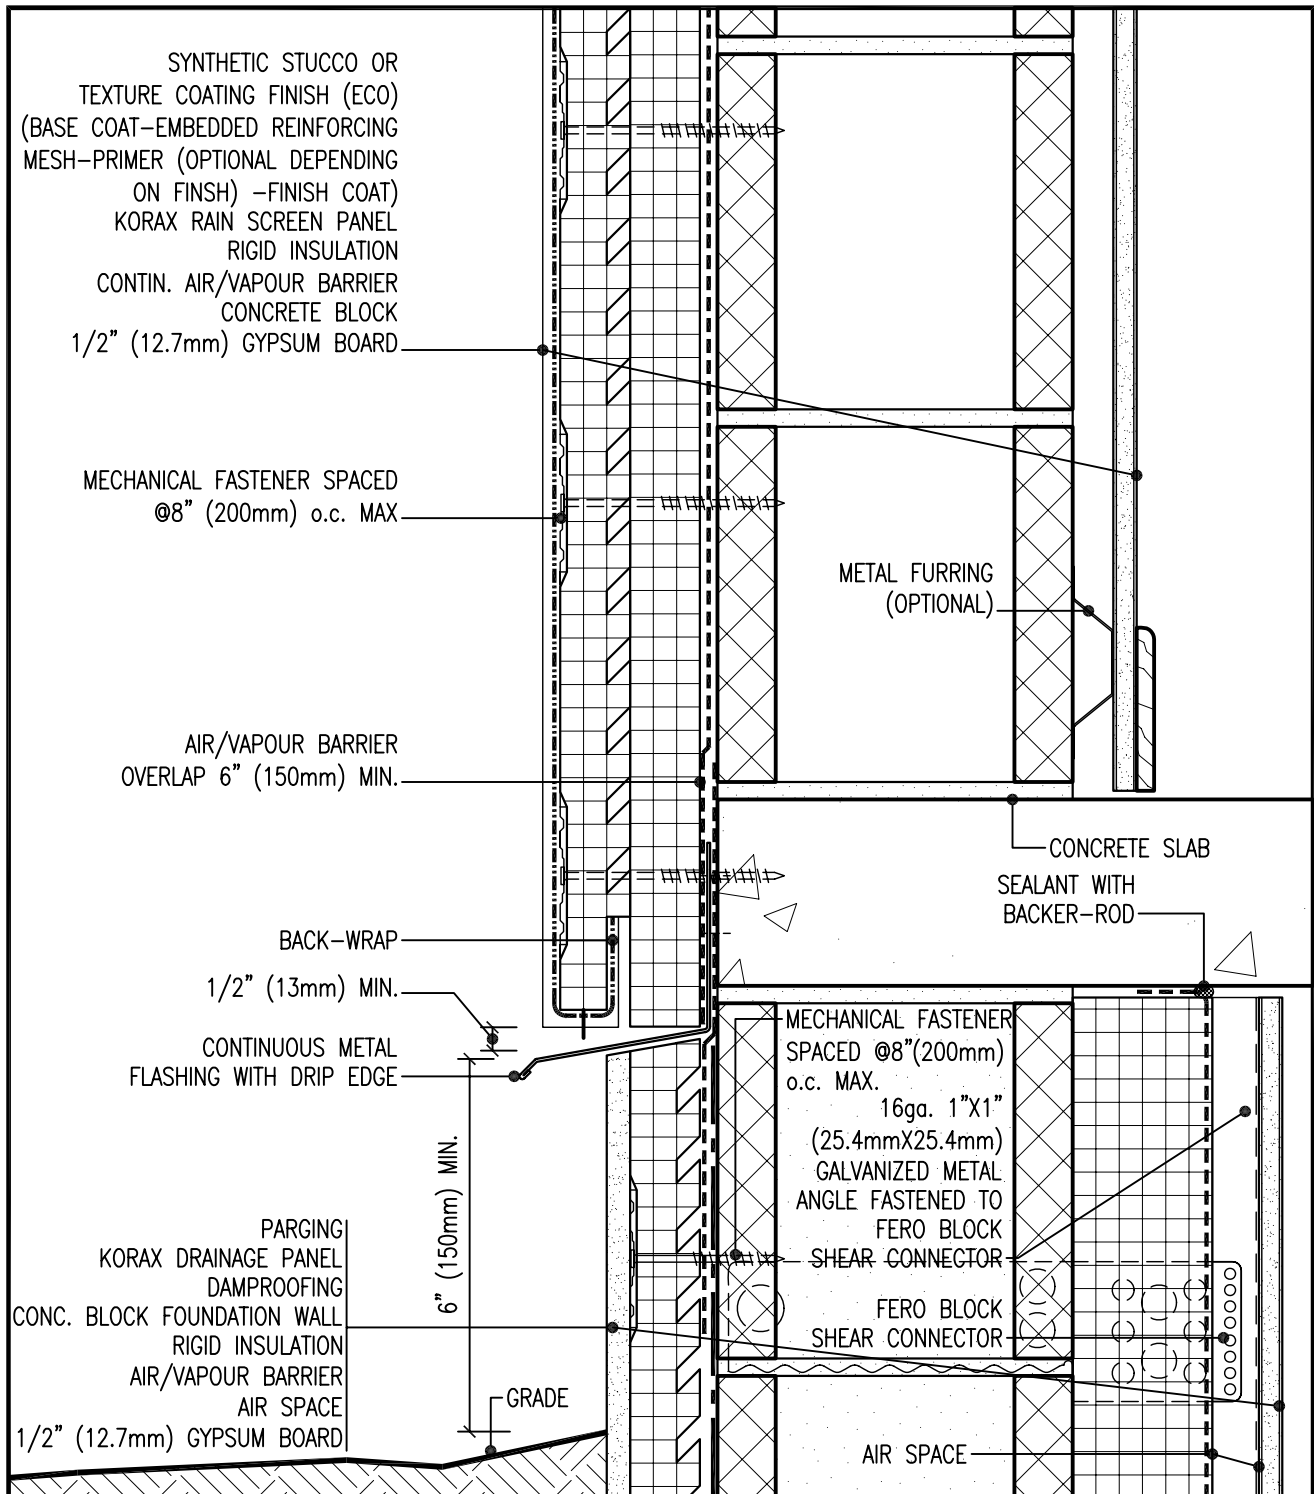 SYNTHETIC STUCCO OR
TEXTURE COATING FINISH (ECO)
(BASE COAT-EMBEDDED REINFORCING
MESH-PRIMER (OPTIONAL DEPENDING
ON FINSH) -FINISH COAT)
KORAX RAIN SCREEN PANEL
RIGID INSULATION
CONTIN. AIR/VAPOUR BARRIER
CONCRETE BLOCK
1/2" (12.7mm) GYPSUM BOARD
MECHANICAL FASTENER SPACED
@8" (200mm) o.c. MAX
METAL FURRING
(OPTIONAL)
AIR/VAPOUR BARRIER
OVERLAP 6" (150mm) MIN.
CONCRETE SLAB
SEALANT WITH
BACKER-ROD
BACK-WRAP
1/2" (13mm) MIN.
CONTINUOUS METAL
FLASHING WITH DRIP EDGE
MECHANICAL FASTENER
SPACED @8"(200mm)
o.c. MAX.
16ga. 1"X1"
(25.4mmX25.4mm)
GALVANIZED METAL
ANGLE FASTENED TO
FERO BLOCK
SHEAR CONNECTOR
FERO BLOCK
SHEAR CONNECTOR
6" (150mm) MIN.
PARGING
KORAX DRAINAGE PANEL
DAMPROOFING
CONC. BLOCK FOUNDATION WALL
RIGID INSULATION
AIR/VAPOUR BARRIER
AIR SPACE
1/2" (12.7mm) GYPSUM BOARD
GRADE
AIR SPACE